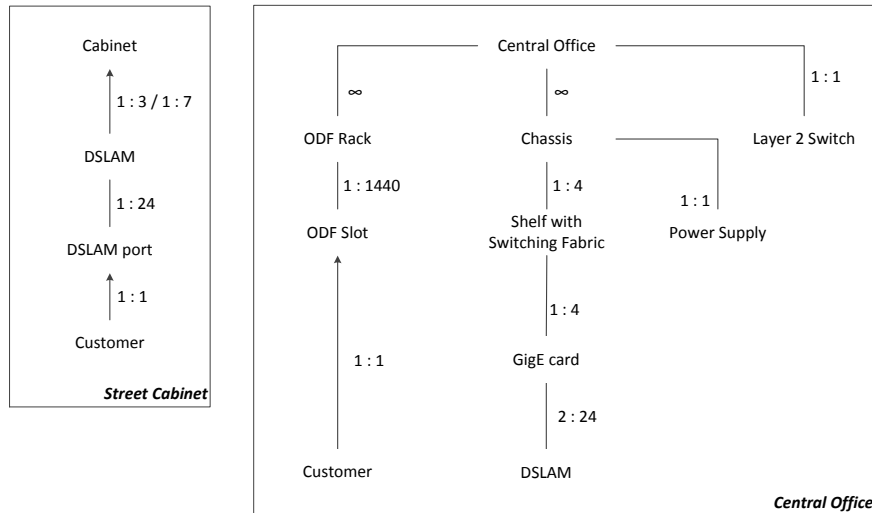 Cabinet
1 : 3 / 1 : 7
DSLAM
1 : 24
DSLAM port
1 : 1
Customer
Street Cabinet
Central Office
∞
∞
1 : 1
ODF Rack
Chassis
Layer 2 Switch
1 : 1440
1 : 4
1 : 1
ODF Slot
Shelf with
Switching Fabric
Power Supply
1 : 4
1 : 1
GigE card
2 : 24
Customer
DSLAM
Central Office